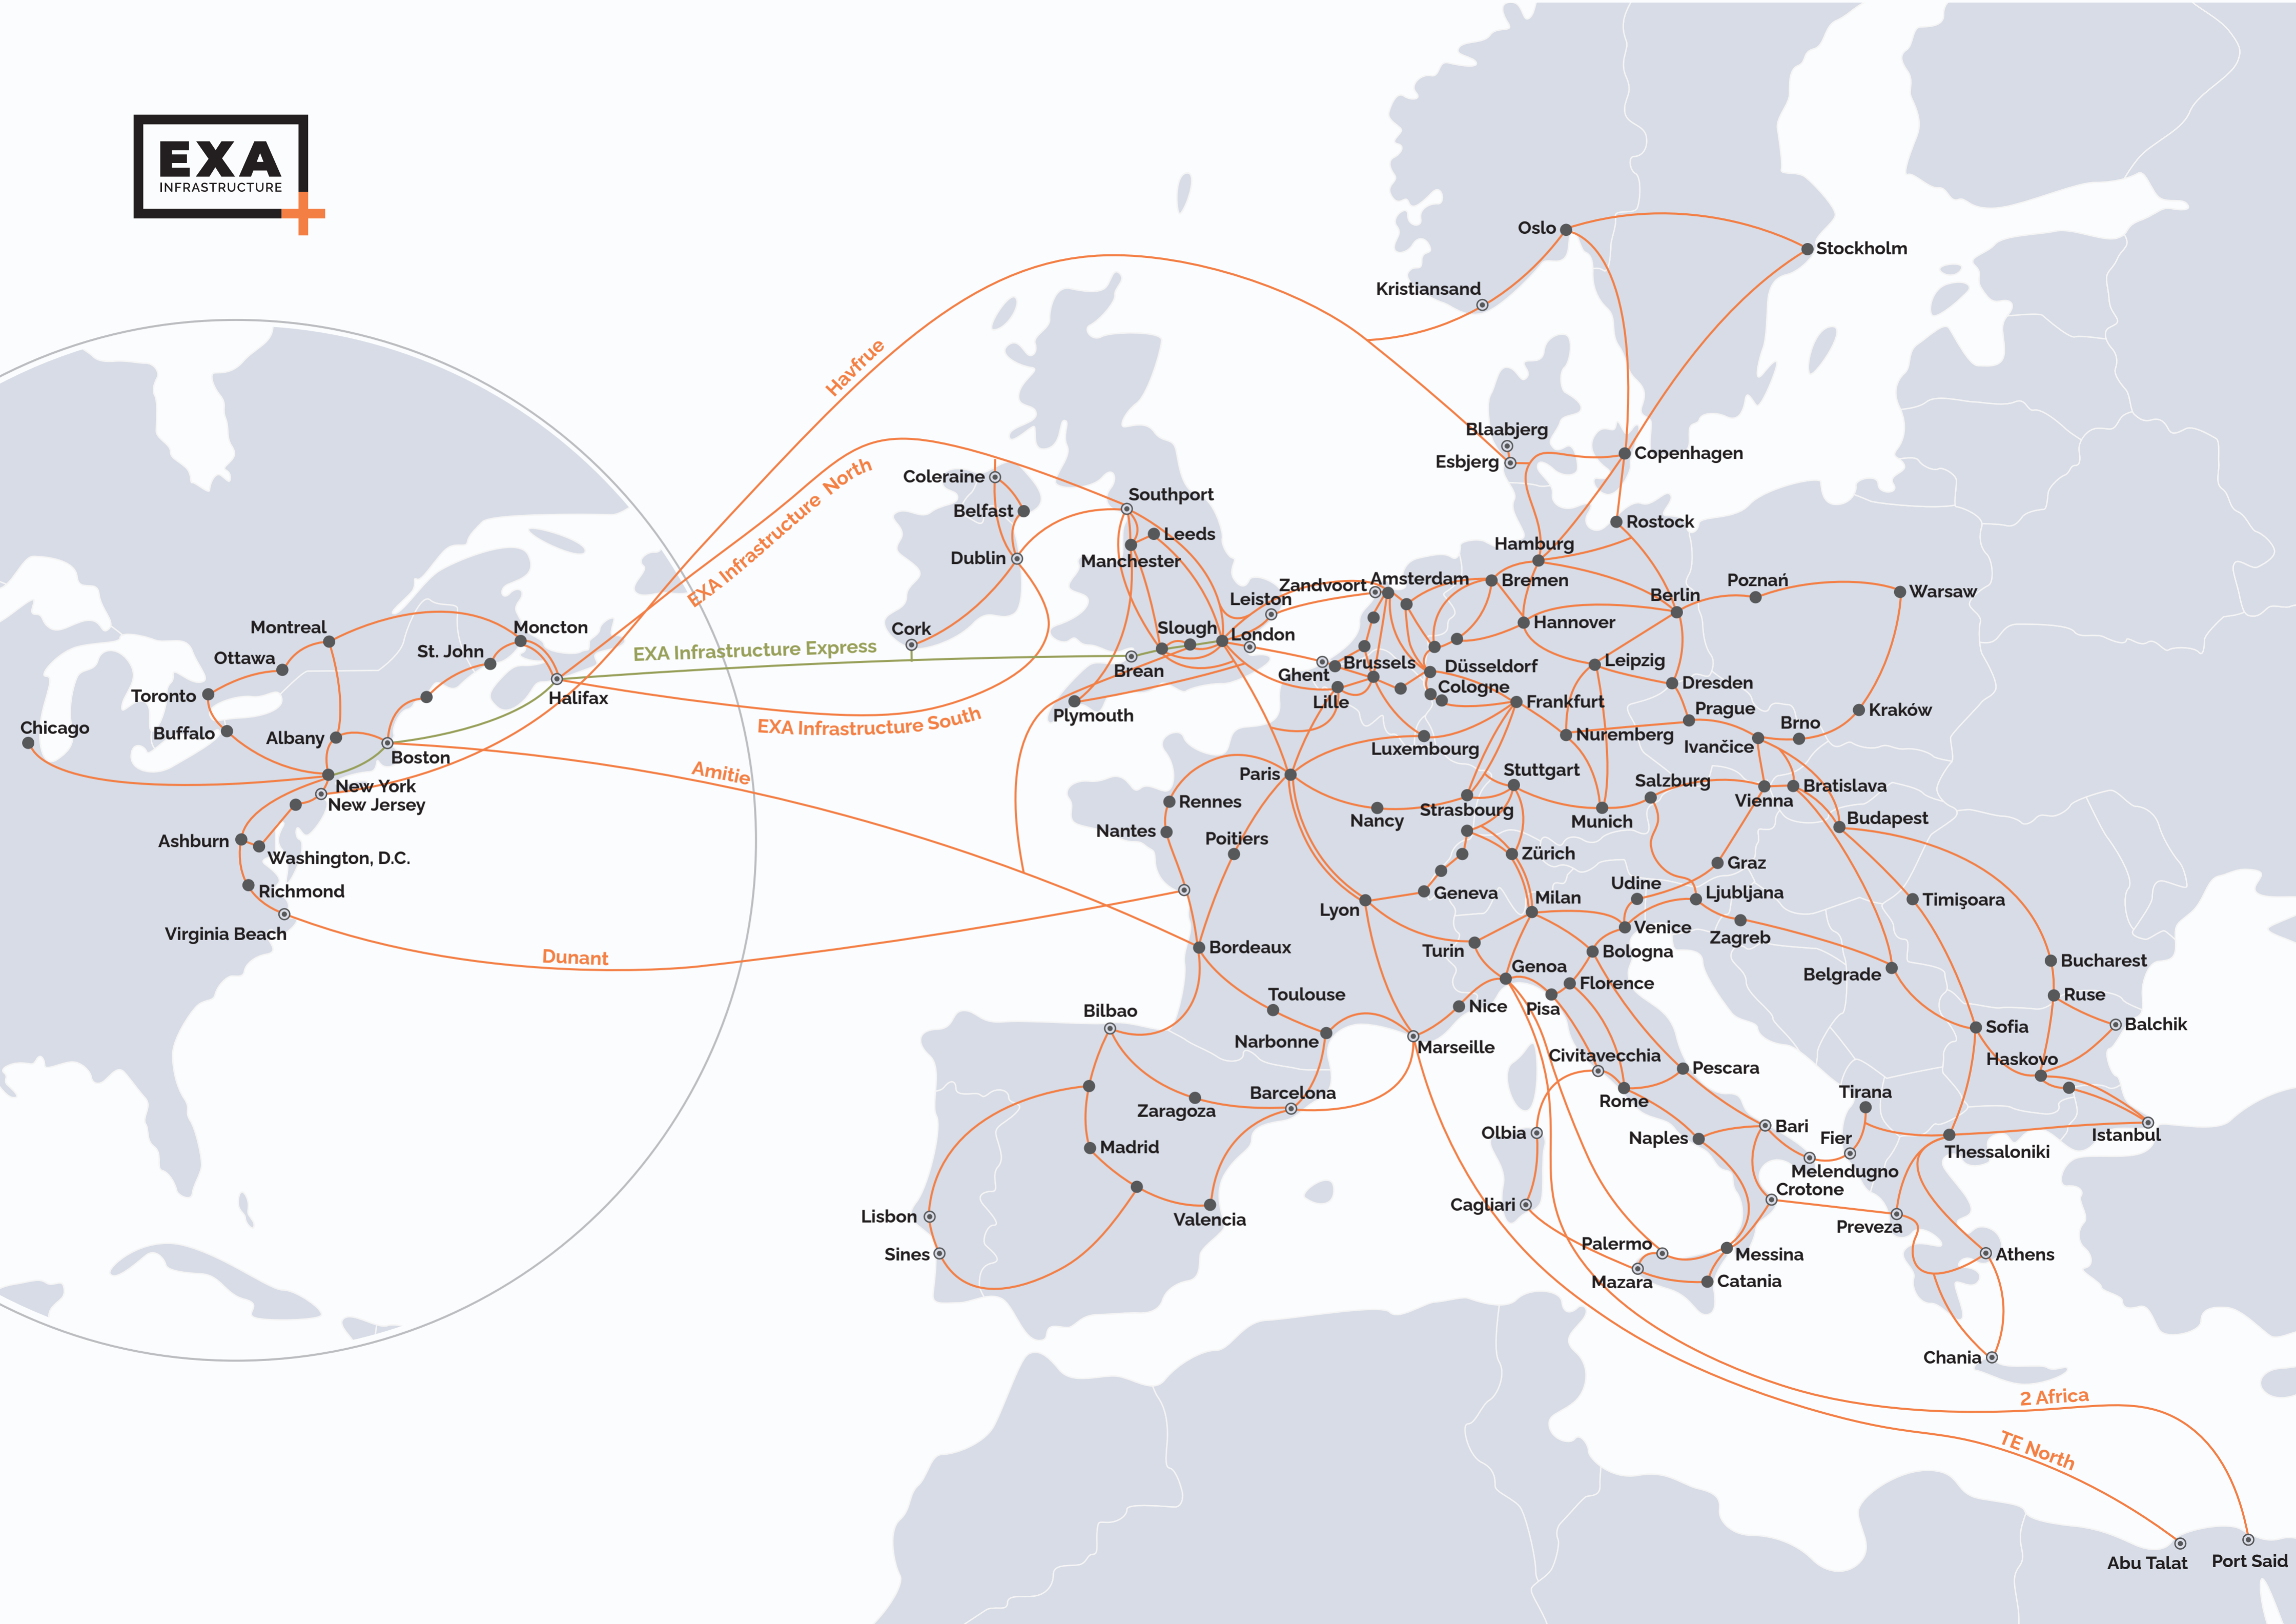 EXA
INFRASTRUCTURE
Havfrue
EXA Infrastructure North
EXA Infrastructure Express
EXA Infrastructure South
Amitie
Dunant
2 Africa
TE North
Montreal
Ottawa
Toronto
Buffalo
Chicago
Albany
Boston
New York
New Jersey
Ashburn
Washington, D.C.
Richmond
Virginia Beach
Moncton
St. John
Halifax
Oslo
Stockholm
Kristiansand
Blaabjerg
Esbjerg
Copenhagen
Rostock
Coleraine
Belfast
Dublin
Cork
Southport
Leeds
Manchester
Slough
London
Leiston
Brean
Plymouth
Zandvoort
Amsterdam
Hamburg
Bremen
Berlin
Poznań
Warsaw
Hannover
Leipzig
Dresden
Prague
Brno
Kraków
Ivančice
Nuremberg
Frankfurt
Düsseldorf
Cologne
Brussels
Ghent
Lille
Luxembourg
Paris
Rennes
Nantes
Poitiers
Nancy
Strasbourg
Stuttgart
Munich
Salzburg
Vienna
Bratislava
Budapest
Zürich
Geneva
Lyon
Milan
Turin
Udine
Graz
Ljubljana
Venice
Zagreb
Timişoara
Belgrade
Bucharest
Ruse
Balchik
Sofia
Haskovo
Istanbul
Bordeaux
Toulouse
Narbonne
Marseille
Nice
Genoa
Bologna
Florence
Pisa
Bilbao
Zaragoza
Barcelona
Madrid
Valencia
Lisbon
Sines
Civitavecchia
Rome
Pescara
Olbia
Cagliari
Naples
Bari
Tirana
Fier
Melendugno
Crotone
Thessaloniki
Preveza
Palermo
Mazara
Messina
Catania
Athens
Chania
Abu Talat
Port Said